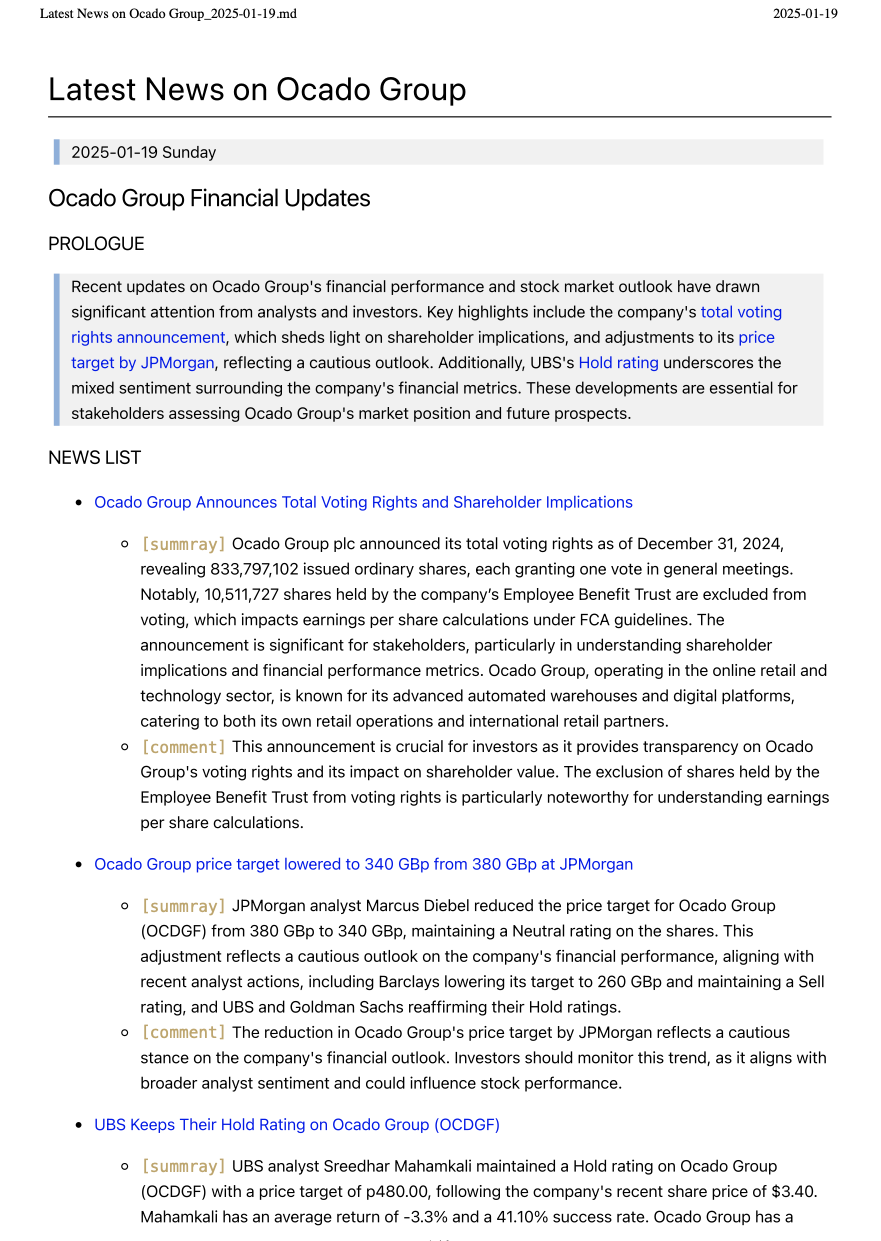 Latest News on Ocado Group_2025-01-19.md
2025-01-19
Latest News on Ocado Group
2025-01-19 Sunday
Ocado Group Financial Updates
PROLOGUE
Recent updates on Ocado Group's financial performance and stock market outlook have drawn
significant attention from analysts and investors. Key highlights include the company's total voting
rights announcement, which sheds light on shareholder implications, and adjustments to its price
target by JPMorgan, reflecting a cautious outlook. Additionally, UBS's Hold rating underscores the
mixed sentiment surrounding the company's financial metrics. These developments are essential for
stakeholders assessing Ocado Group's market position and future prospects.
NEWS LIST
• Ocado Group Announces Total Voting Rights and Shareholder Implications
◦ [summray] Ocado Group plc announced its total voting rights as of December 31, 2024,
revealing 833,797,102 issued ordinary shares, each granting one vote in general meetings.
Notably, 10,511,727 shares held by the company’s Employee Benefit Trust are excluded from
voting, which impacts earnings per share calculations under FCA guidelines. The
announcement is significant for stakeholders, particularly in understanding shareholder
implications and financial performance metrics. Ocado Group, operating in the online retail and
technology sector, is known for its advanced automated warehouses and digital platforms,
catering to both its own retail operations and international retail partners.
◦ [comment] This announcement is crucial for investors as it provides transparency on Ocado
Group's voting rights and its impact on shareholder value. The exclusion of shares held by the
Employee Benefit Trust from voting rights is particularly noteworthy for understanding earnings
per share calculations.
• Ocado Group price target lowered to 340 GBp from 380 GBp at JPMorgan
◦ [summray] JPMorgan analyst Marcus Diebel reduced the price target for Ocado Group
(OCDGF) from 380 GBp to 340 GBp, maintaining a Neutral rating on the shares. This
adjustment reflects a cautious outlook on the company's financial performance, aligning with
recent analyst actions, including Barclays lowering its target to 260 GBp and maintaining a Sell
rating, and UBS and Goldman Sachs reaffirming their Hold ratings.
◦ [comment] The reduction in Ocado Group's price target by JPMorgan reflects a cautious
stance on the company's financial outlook. Investors should monitor this trend, as it aligns with
broader analyst sentiment and could influence stock performance.
• UBS Keeps Their Hold Rating on Ocado Group (OCDGF)
◦ [summray] UBS analyst Sreedhar Mahamkali maintained a Hold rating on Ocado Group
(OCDGF) with a price target of p480.00, following the company's recent share price of $3.40.
Mahamkali has an average return of -3.3% and a 41.10% success rate. Ocado Group has a